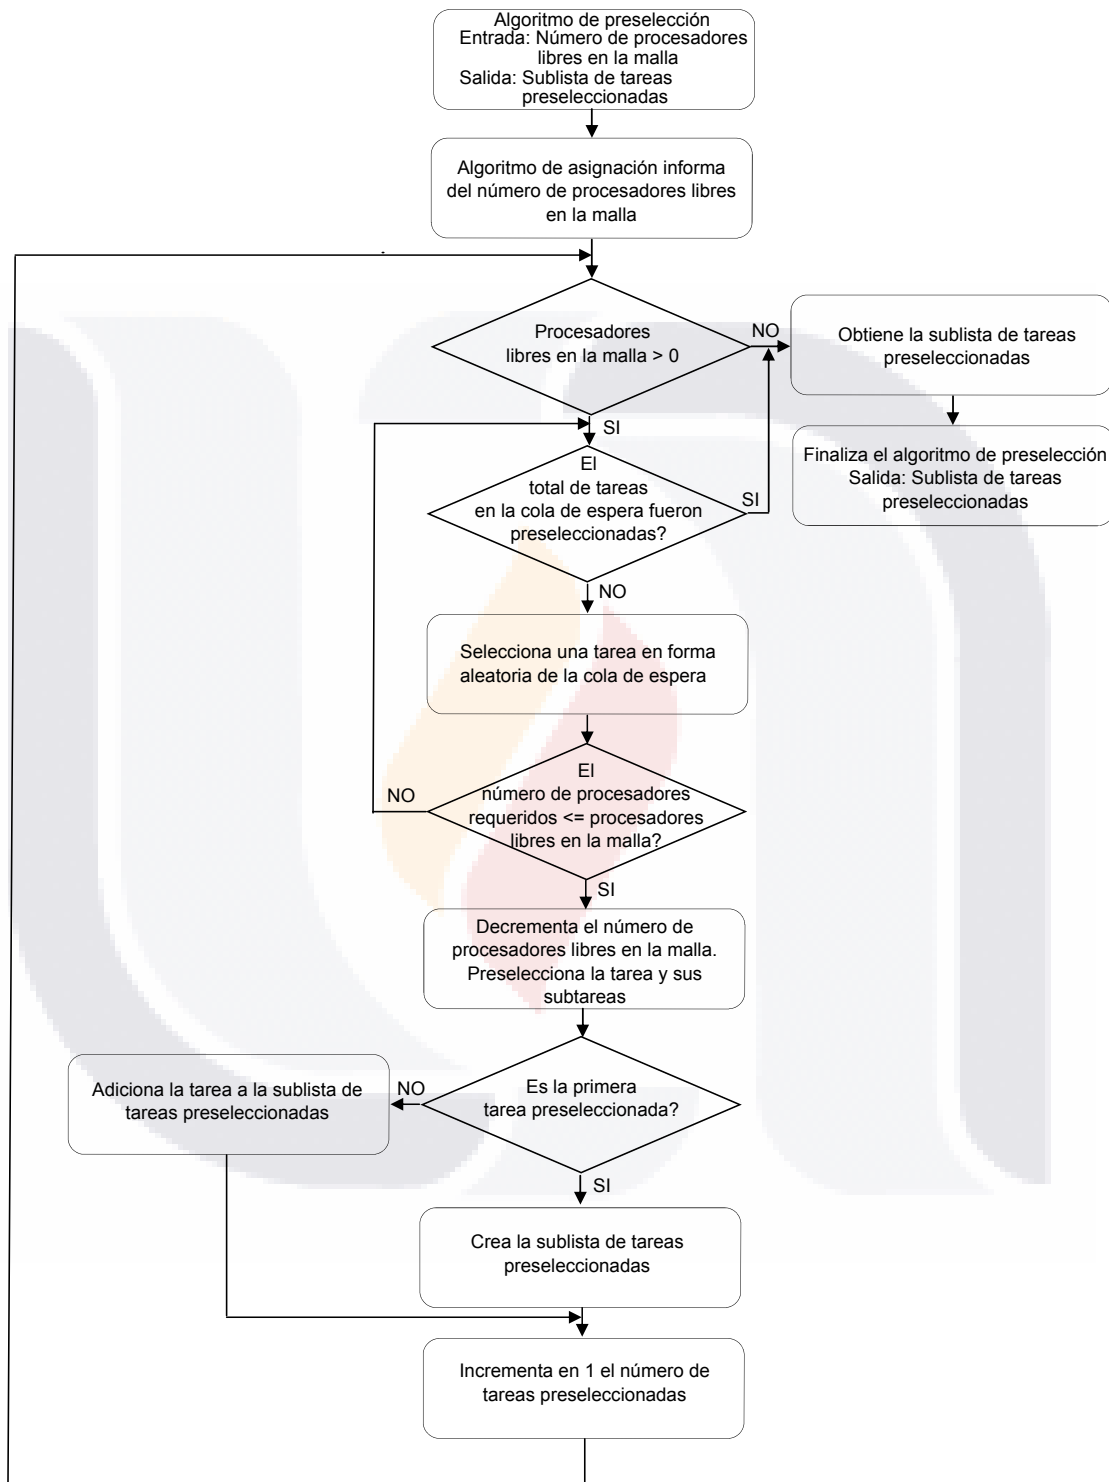 Algoritmo de preselección
Entrada: Número de procesadores
libres en la malla
Salida: Sublista de tareas
preseleccionadas
Algoritmo de asignación informa
del número de procesadores libres
en la malla
Procesadores
libres en la malla > 0
NO
Obtiene la sublista de tareas
preseleccionadas
SI
Finaliza el algoritmo de preselección
Salida: Sublista de tareas
preseleccionadas
El
total de tareas
en la cola de espera fueron
preseleccionadas?
SI
NO
Selecciona una tarea en forma
aleatoria de la cola de espera
El
número de procesadores
requeridos <= procesadores
libres en la malla?
NO
SI
Decrementa el número de
procesadores libres en la malla.
Preselecciona la tarea y sus
subtareas
Es la primera
tarea preseleccionada?
NO
Adiciona la tarea a la sublista de
tareas preseleccionadas
SI
Crea la sublista de tareas
preseleccionadas
Incrementa en 1 el número de
tareas preseleccionadas